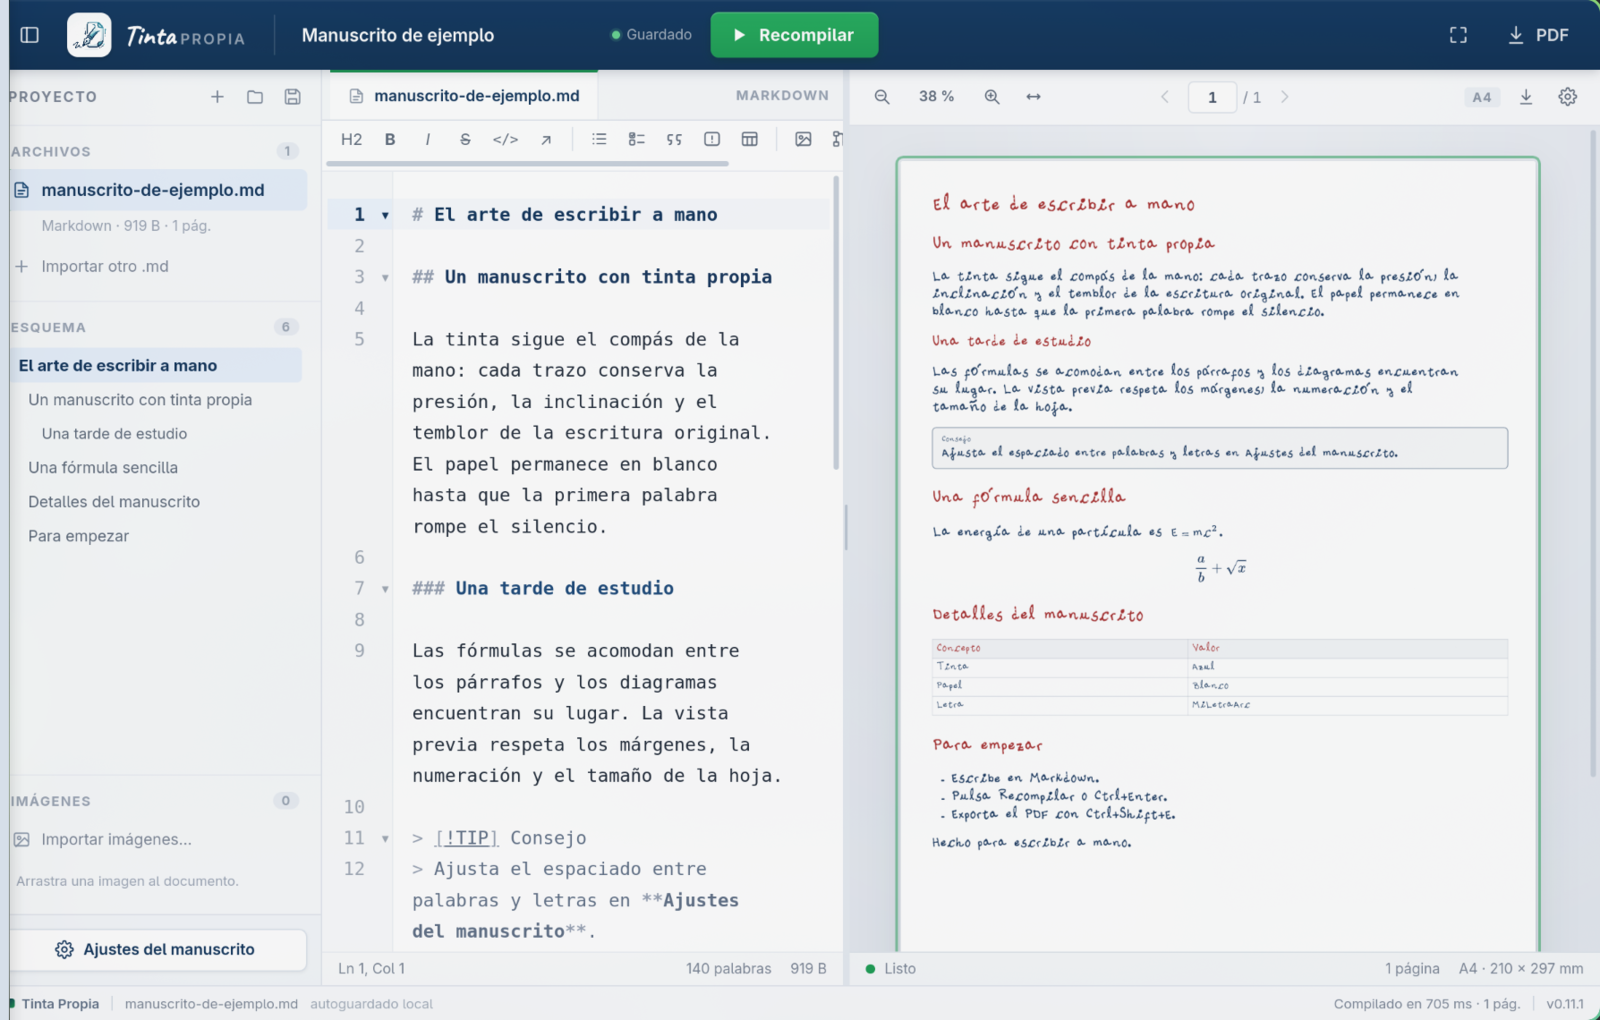 Tinta PROPIA
Manuscrito de ejemplo
Guardado
Recompilar
PDF
PROYECTO
ARCHIVOS 1
manuscrito-de-ejemplo.md
Markdown · 919 B · 1 pág.
Importar otro .md
ESQUEMA 6
El arte de escribir a mano
Un manuscrito con tinta propia
Una tarde de estudio
Una fórmula sencilla
Detalles del manuscrito
Para empezar
IMÁGENES 0
Importar imágenes...
Arrastra una imagen al documento.
Ajustes del manuscrito
manuscrito-de-ejemplo.md MARKDOWN
H2 B I S </>
1 # El arte de escribir a mano
2
3 ## Un manuscrito con tinta propia
4
5 La tinta sigue el compás de la
mano: cada trazo conserva la
presión, la inclinación y el
temblor de la escritura original.
El papel permanece en blanco
hasta que la primera palabra
rompe el silencio.
6
7 ### Una tarde de estudio
8
9 Las fórmulas se acomodan entre
los párrafos y los diagramas
encuentran su lugar. La vista
previa respeta los márgenes, la
numeración y el tamaño de la hoja.
10
11 > [!TIP] Consejo
12 > Ajusta el espaciado entre
palabras y letras en **Ajustes
del manuscrito**.
Ln 1, Col 1 140 palabras 919 B
38 % 1 / 1 A4
El arte de escribir a mano
Un manuscrito con tinta propia
La tinta sigue el compás de la mano: cada trazo conserva la presión, la
inclinación y el temblor de la escritura original. El papel permanece en
blanco hasta que la primera palabra rompe el silencio.
Una tarde de estudio
Las fórmulas se acomodan entre los párrafos y los diagramas encuentran
su lugar. La vista previa respeta los márgenes, la numeración y el
tamaño de la hoja.
Consejo
Ajusta el espaciado entre palabras y letras en Ajustes del manuscrito.
Una fórmula sencilla
La energía de una partícula es E = mc².
a/b + √x
Detalles del manuscrito
Concepto Valor
Tinta Azul
Papel Blanco
Letra MiLetraArc
Para empezar
- Escribe en Markdown.
- Pulsa Recompilar o Ctrl+Enter.
- Exporta el PDF con Ctrl+Shift+E.
Hecho para escribir a mano.
Listo 1 página A4 · 210 × 297 mm
Tinta Propia manuscrito-de-ejemplo.md autoguardado local
Compilado en 705 ms · 1 pág. v0.11.1